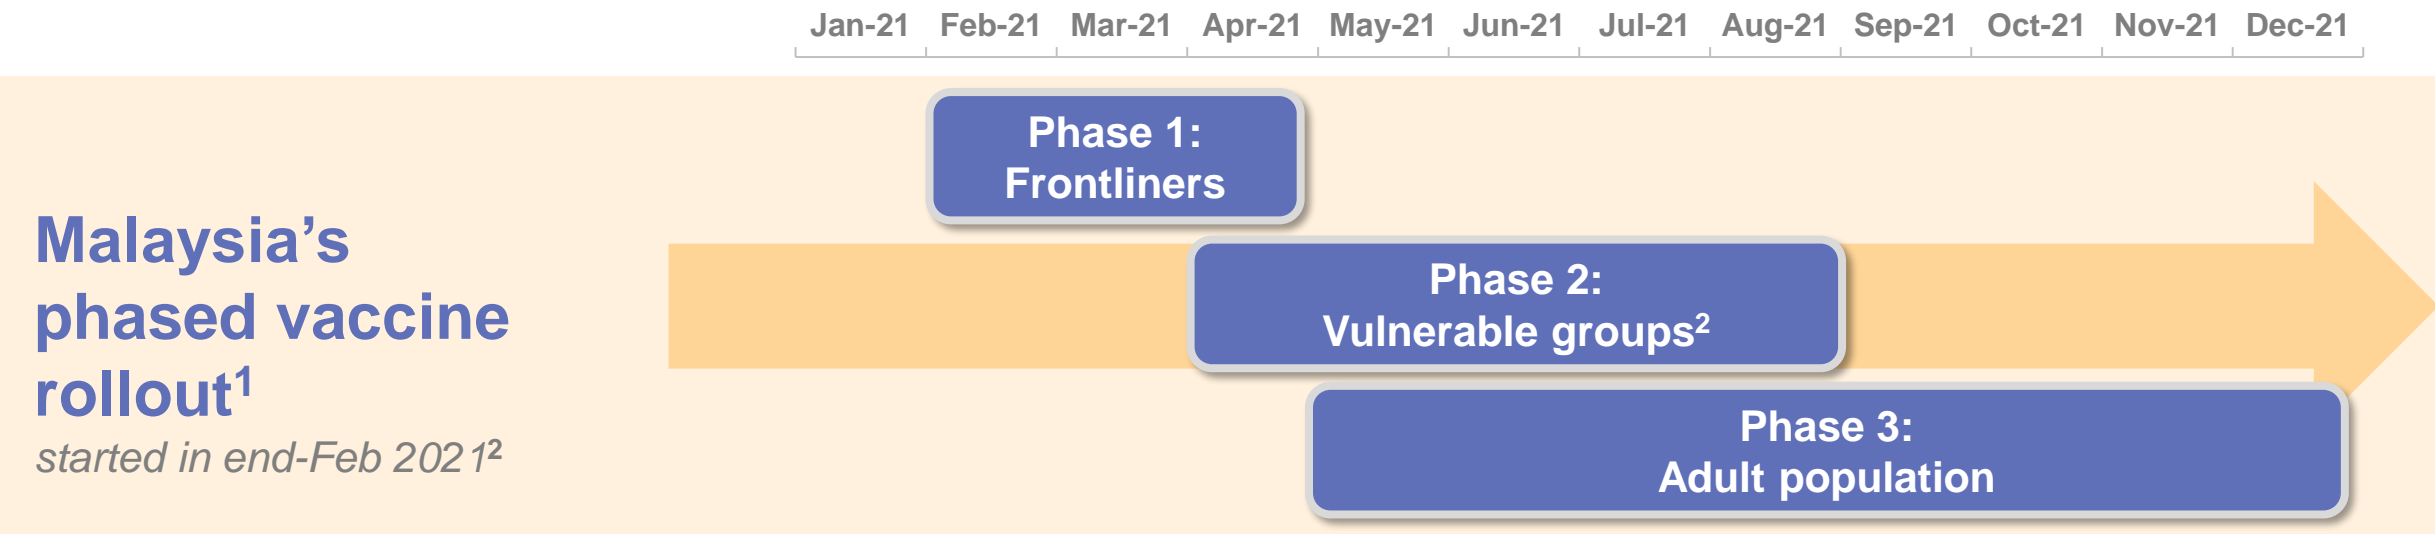 Jan-21 Feb-21 Mar-21 Apr-21 May-21 Jun-21 Jul-21 Aug-21 Sep-21 Oct-21 Nov-21 Dec-21
Phase 1:
Frontliners
Malaysia’s
phased vaccine
rollout¹
started in end-Feb 2021²
Phase 2:
Vulnerable groups²
Phase 3:
Adult population